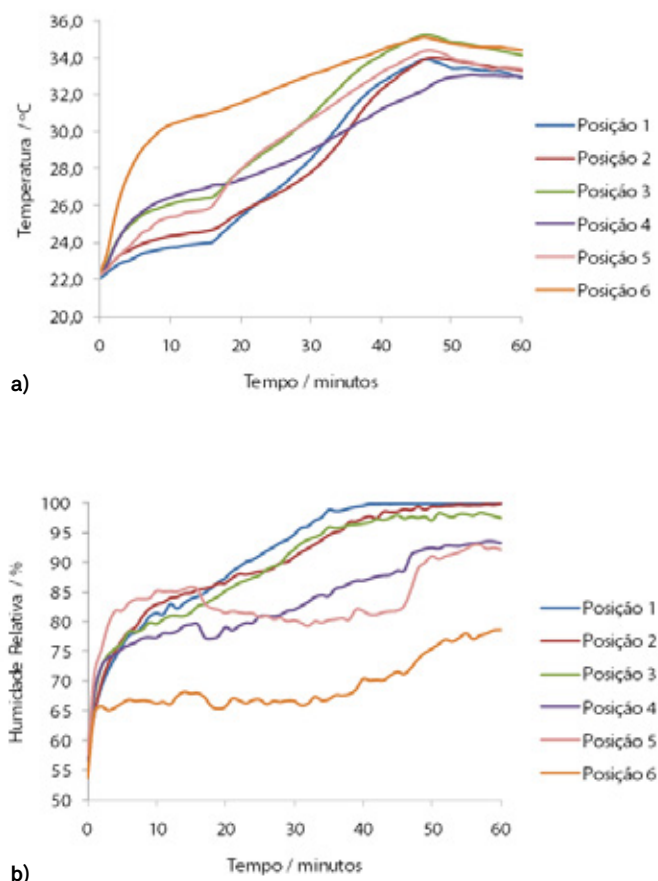 36,0
34,0
32,0
30,0
28,0
26,0
24,0
22,0
20,0
Temperatura / ºC
0 10 20 30 40 50 60
Tempo / minutos
Posição 1
Posição 2
Posição 3
Posição 4
Posição 5
Posição 6
a)
100
95
90
85
80
75
70
65
60
55
50
Humidade Relativa / %
0 10 20 30 40 50 60
Tempo / minutos
Posição 1
Posição 2
Posição 3
Posição 4
Posição 5
Posição 6
b)